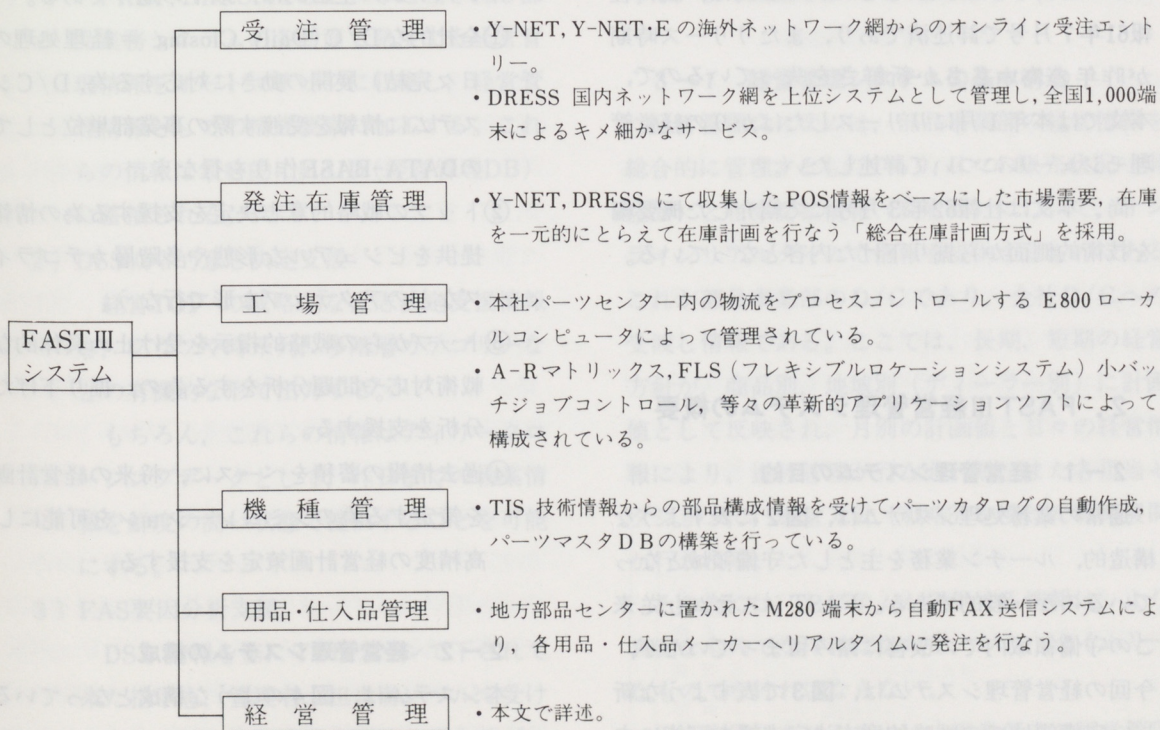 受注管理
・Y-NET, Y-NET・E の海外ネットワーク網からのオンライン受注エント
リー。
・DRESS 国内ネットワーク網を上位システムとして管理し, 全国1,000端
末によるキメ細かなサービス。
発注在庫管理
・Y-NET, DRESS にて収集した POS情報をベースにした市場需要, 在庫
を一元的にとらえて在庫計画を行なう「総合在庫計画方式」を採用。
工場管理
・本社パーツセンター内の物流をプロセスコントロールする E800 ローカ
ルコンピュータによって管理されている。
・A-Rマトリックス, FLS (フレキシブルロケーションシステム) 小バッ
チジョブコントロール, 等々の革新的アプリケーションソフトによって
構成されている。
FASTⅢ
システム
機種管理
・TIS 技術情報からの部品構成情報を受けてパーツカタログの自動作成,
パーツマスタDBの構築を行っている。
用品・仕入品管理
・地方部品センターに置かれたM280 端末から自動FAX送信システムによ
り, 各用品・仕入品メーカーへリアルタイムに発注を行なう。
経営管理
・本文で詳述。